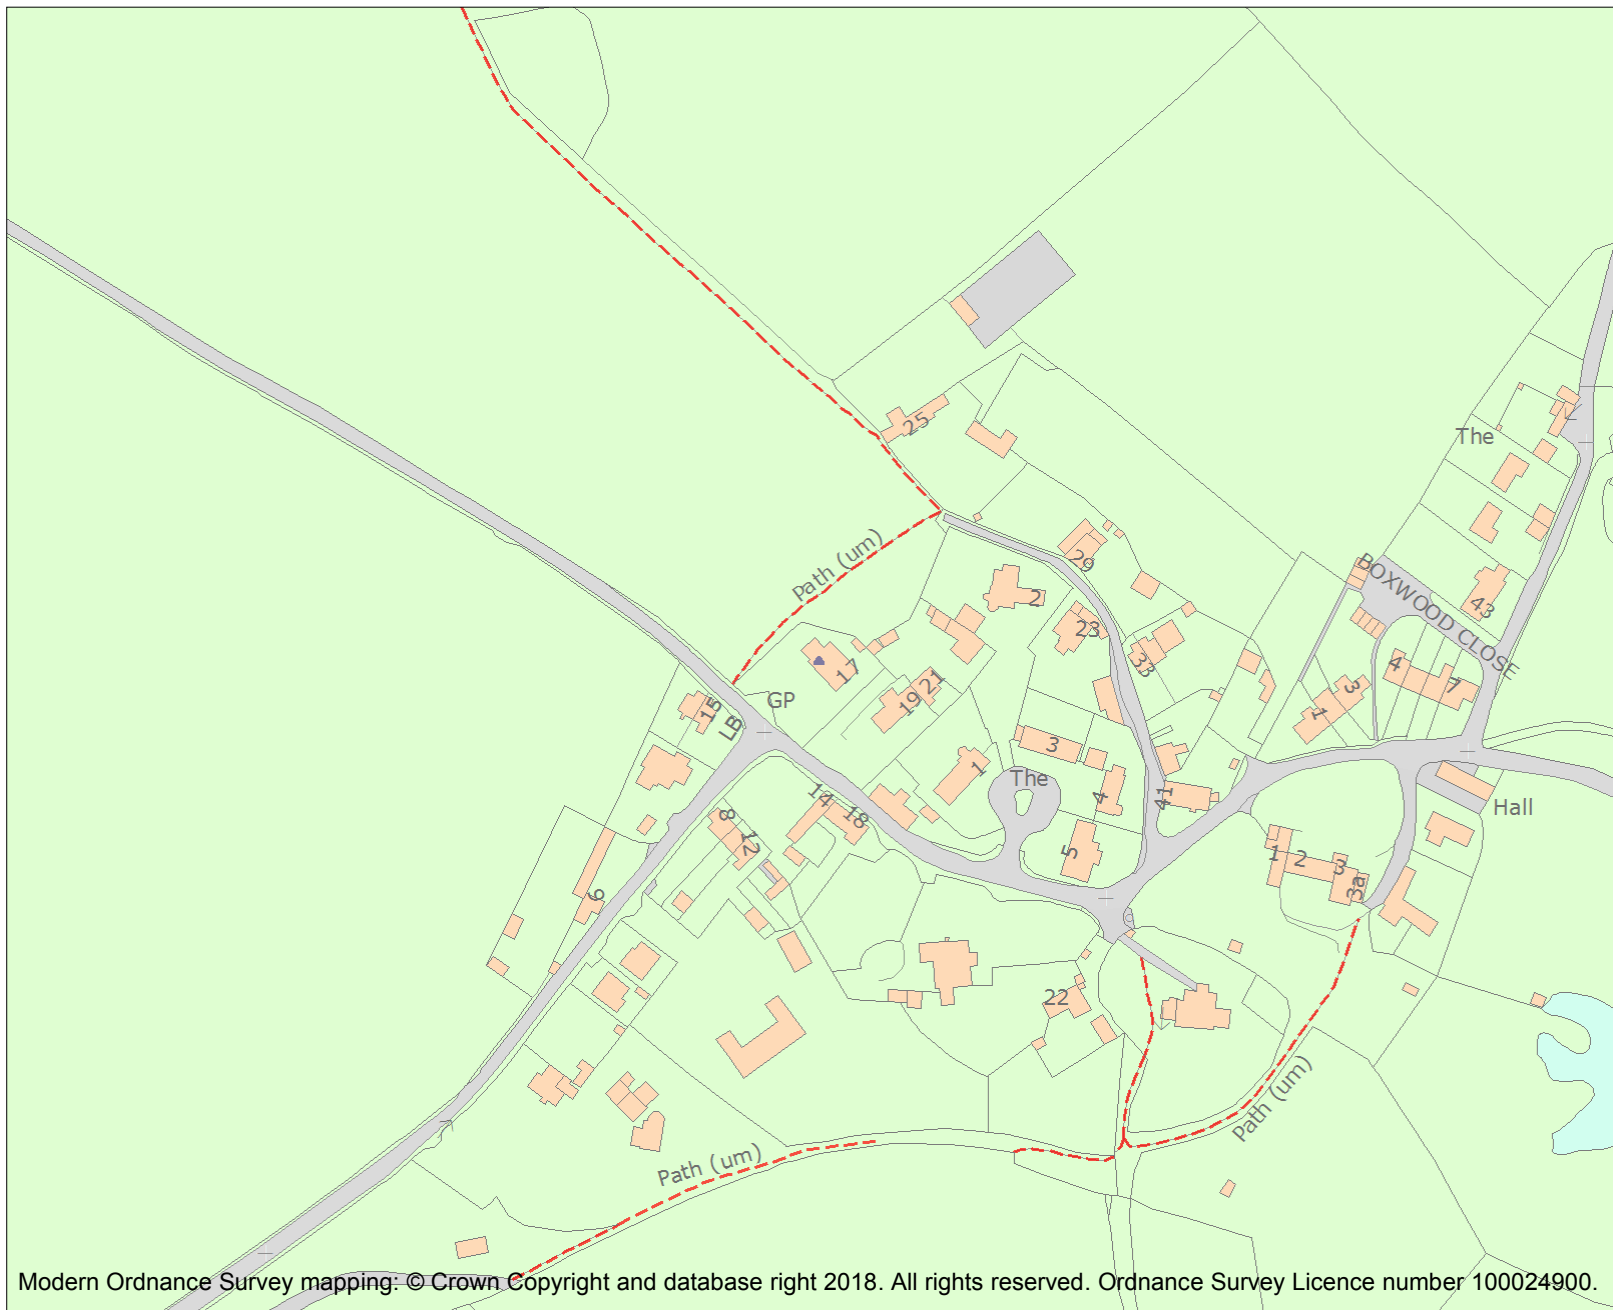 25
The
Path (um)
29
BOXWOOD CLOSE
2
43
23
33
17
4
21
3
7
15
19
1
GP
LB
3
1
The
14
4
41
Hall
8
18
12
5
1
2
3
3a
9
22
Path (um)
Path (um)
Modern Ordnance Survey mapping: © Crown Copyright and database right 2018. All rights reserved. Ordnance Survey Licence number 100024900.